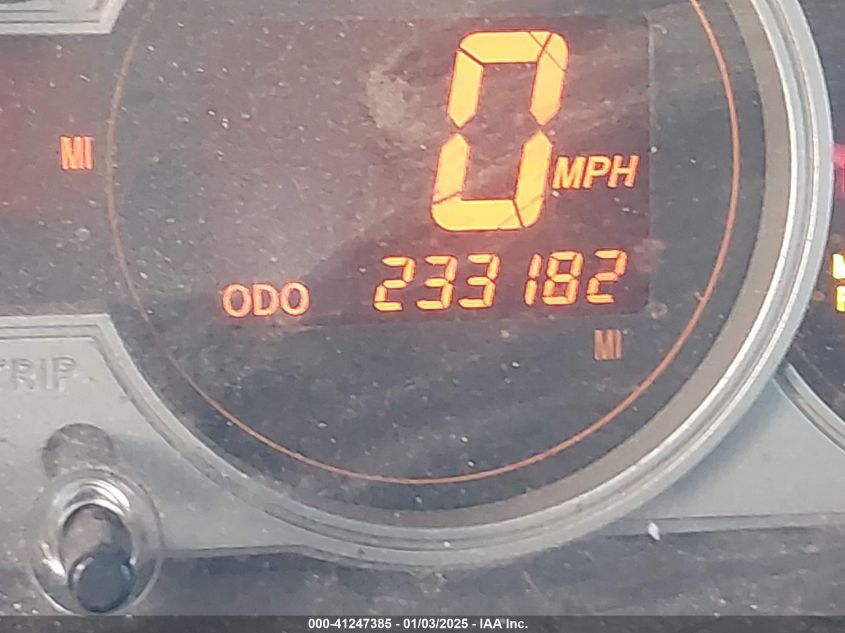 0 MPH
MI
ODO 233182
MI
TRIP
000-41247385 - 01/03/2025 - IAA Inc.